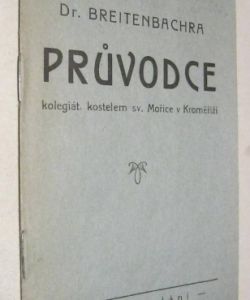 Dr. BREITENBACHRA
PRŮVODCE
kolegiát. kostelem sv. Mořice v Kroměříži